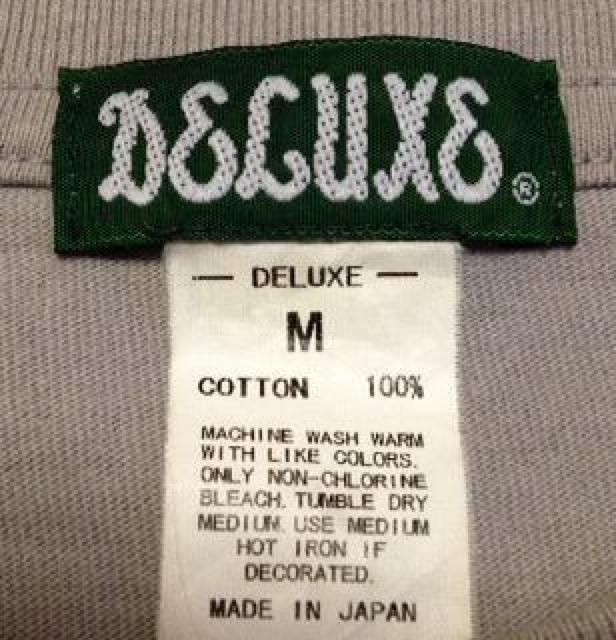 DELUXE®
— DELUXE —
M
COTTON 100%
MACHINE WASH WARM
WITH LIKE COLORS.
ONLY NON-CHLORINE
BLEACH. TUMBLE DRY
MEDIUM. USE MEDIUM
HOT IRON IF
DECORATED.
MADE IN JAPAN